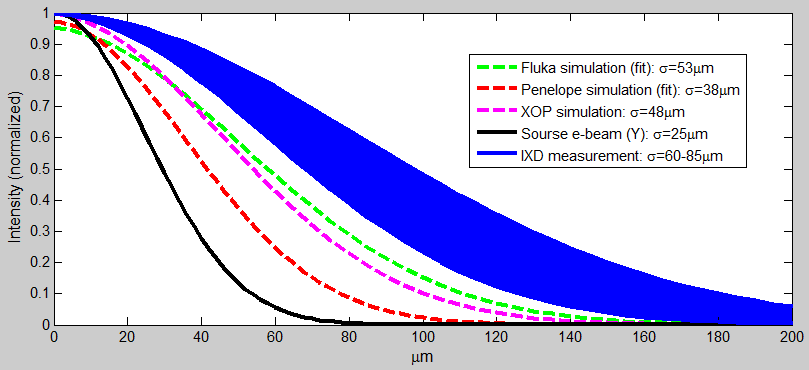 Intensity (normalized)
1
0.9
0.8
0.7
0.6
0.5
0.4
0.3
0.2
0.1
0
Fluka simulation (fit): σ=53μm
Penelope simulation (fit): σ=38μm
XOP simulation: σ=48μm
Sourse e-beam (Y): σ=25μm
IXD measurement: σ=60-85μm
0 20 40 60 80 100 120 140 160 180 200
μm